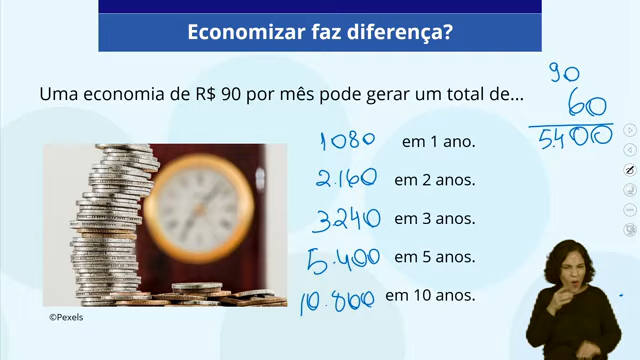 Economizar faz diferença?
Uma economia de R$ 90 por mês pode gerar um total de...
90
60
5.400
1080 em 1 ano.
2.160 em 2 anos.
3240 em 3 anos.
5.400 em 5 anos.
10.800 em 10 anos.
©Pexels